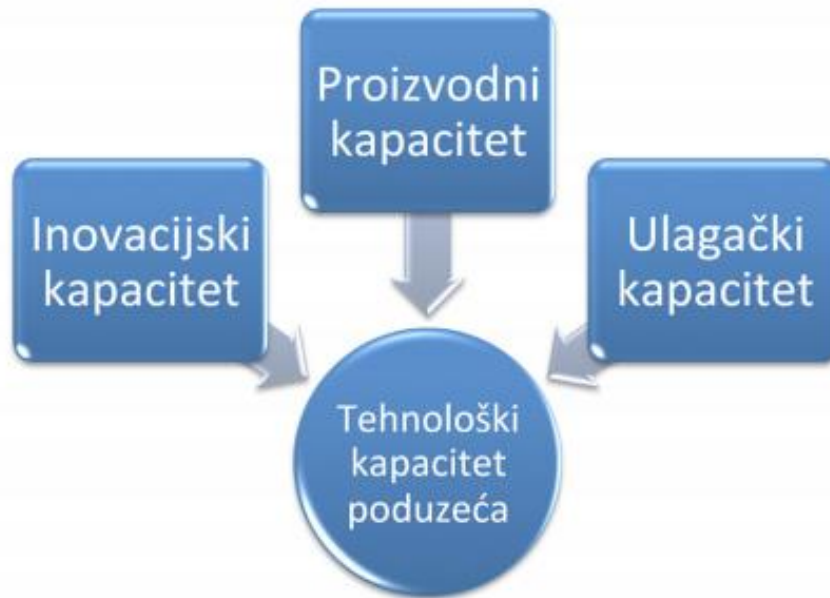 Proizvodni
kapacitet
Inovacijski
kapacitet
Ulagački
kapacitet
Tehnološki
kapacitet
poduzeća